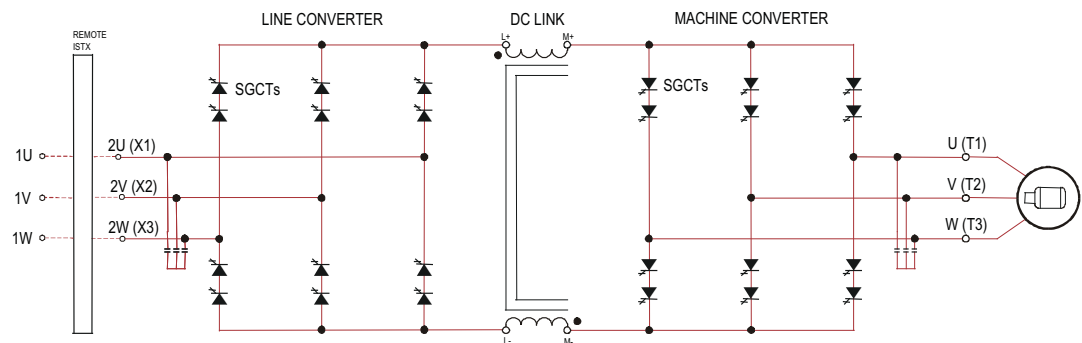 REMOTE
ISTX
LINE CONVERTER
DC LINK
MACHINE CONVERTER
L+
M+
SGCTs
SGCTs
1U
2U (X1)
U (T1)
1V
2V (X2)
V (T2)
1W
2W (X3)
W (T3)
L-
M-